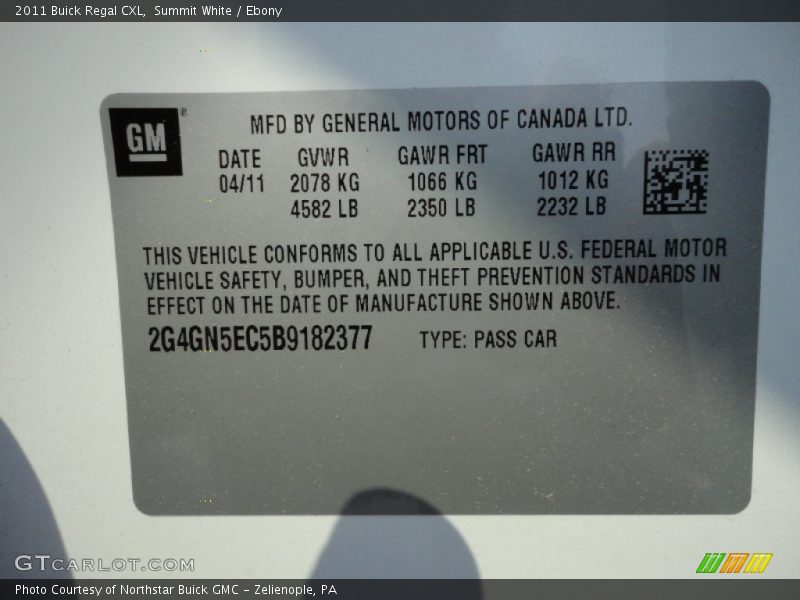 2011 Buick Regal CXL, Summit White / Ebony
GM ®
MFD BY GENERAL MOTORS OF CANADA LTD.
DATE GVWR GAWR FRT GAWR RR
04/11 2078 KG 1066 KG 1012 KG
4582 LB 2350 LB 2232 LB
THIS VEHICLE CONFORMS TO ALL APPLICABLE U.S. FEDERAL MOTOR
VEHICLE SAFETY, BUMPER, AND THEFT PREVENTION STANDARDS IN
EFFECT ON THE DATE OF MANUFACTURE SHOWN ABOVE.
2G4GN5EC5B9182377 TYPE: PASS CAR
GTCARLOT.COM
Photo Courtesy of Northstar Buick GMC - Zelienople, PA